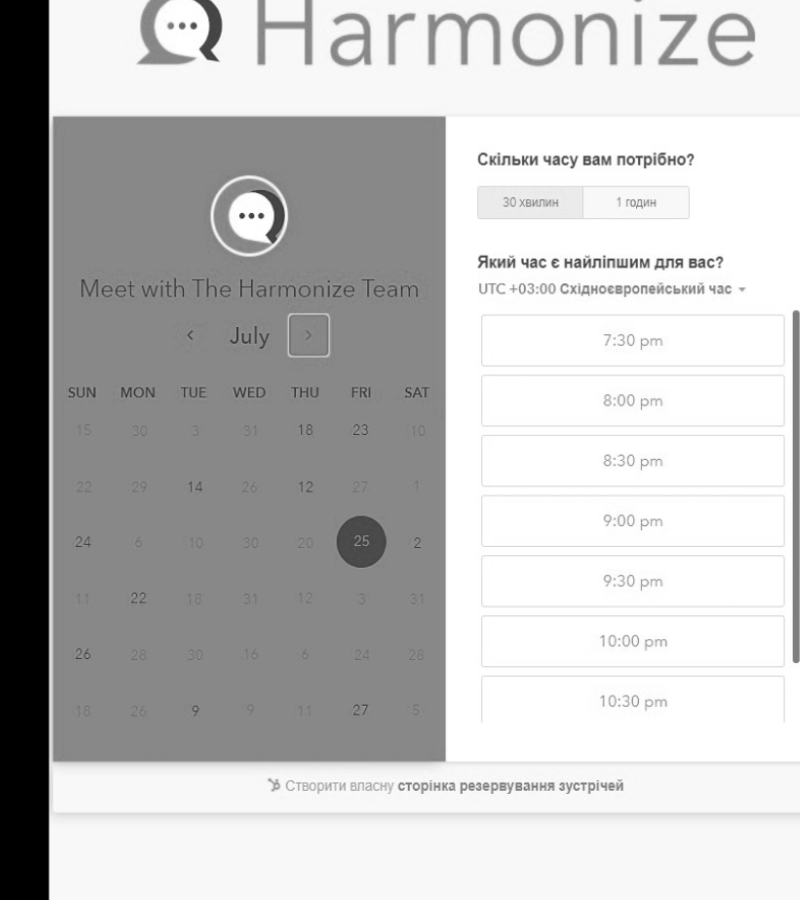 Harmonize
Meet with The Harmonize Team
July
SUN MON TUE WED THU FRI SAT
15 30 3 31 18 23 10
22 29 14 26 12 27 1
24 6 10 30 20 25 2
11 22 18 31 12 3 31
26 28 30 16 6 24 28
18 26 9 9 11 27 5
Скільки часу вам потрібно?
30 хвилин 1 годин
Який час є найліпшим для вас?
UTC +03:00 Східноєвропейський час
7:30 pm
8:00 pm
8:30 pm
9:00 pm
9:30 pm
10:00 pm
10:30 pm
Створити власну сторінка резервування зустрічей